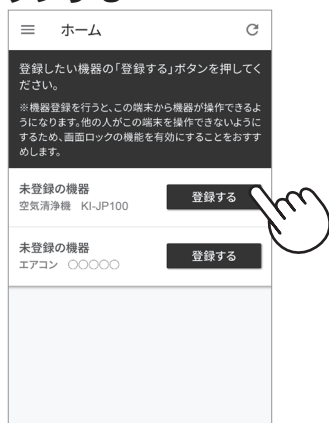 ホーム
登録したい機器の「登録する」ボタンを押してく
ださい。
※機器登録を行うと、この端末から機器が操作できるよ
うになります。他の人がこの端末を操作できないように
するため、画面ロックの機能を有効にすることをおすす
めします。
未登録の機器
空気清浄機 KI-JP100
登録する
未登録の機器
エアコン 〇〇〇〇〇
登録する